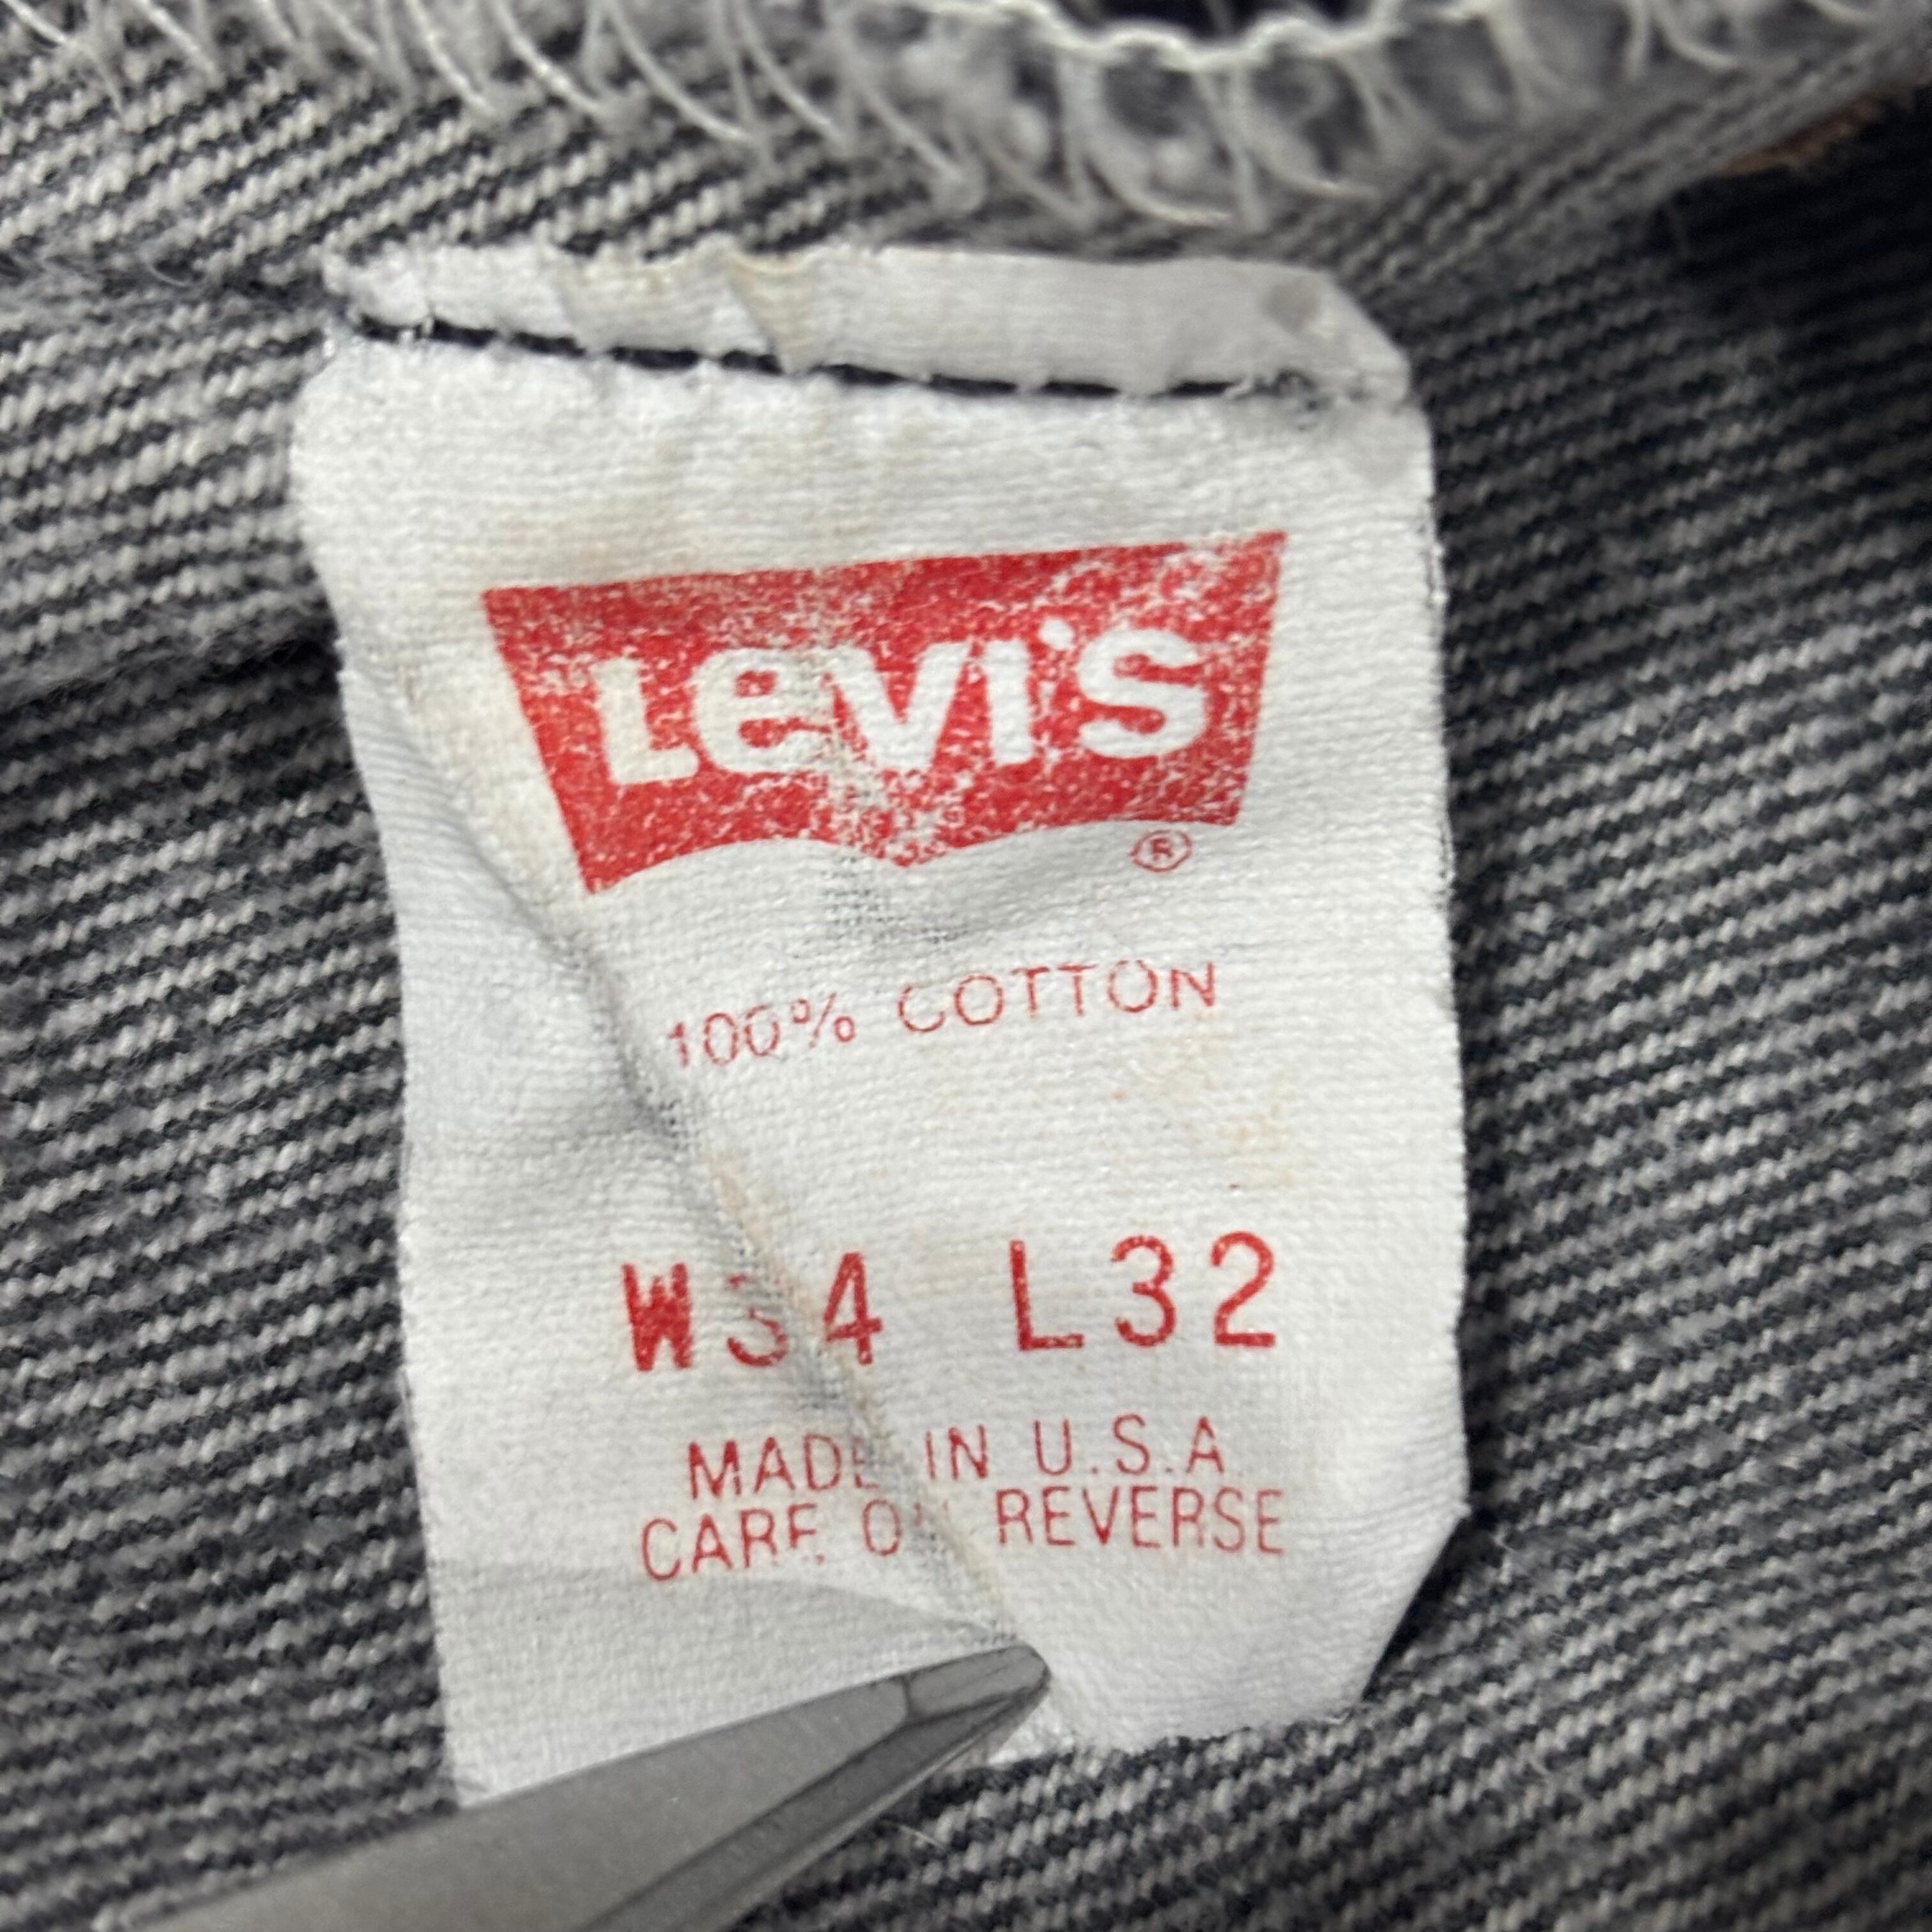 Levi's ®
100% COTTON
W34 L32
MADE IN U.S.A.
CARE ON REVERSE